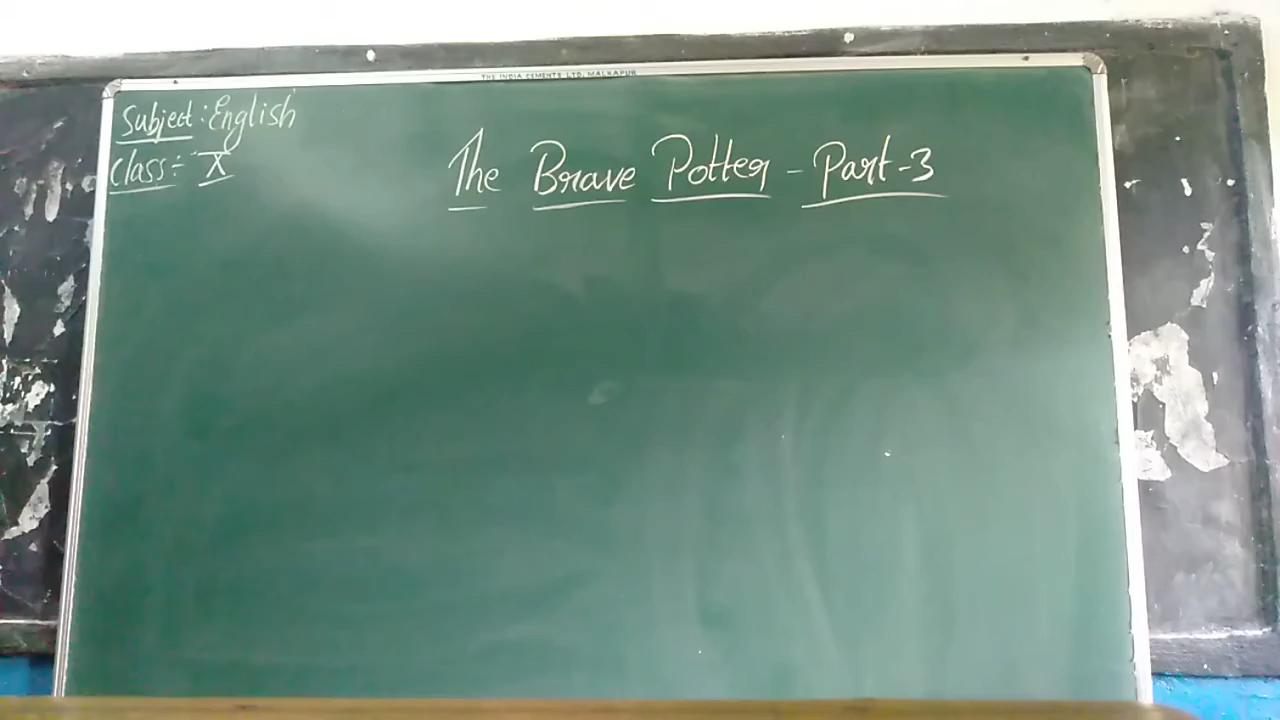 THE INDIA CEMENTS LTD. MALKAPUR
Subject: English
Class:- X
The Brave Potter - Part-3